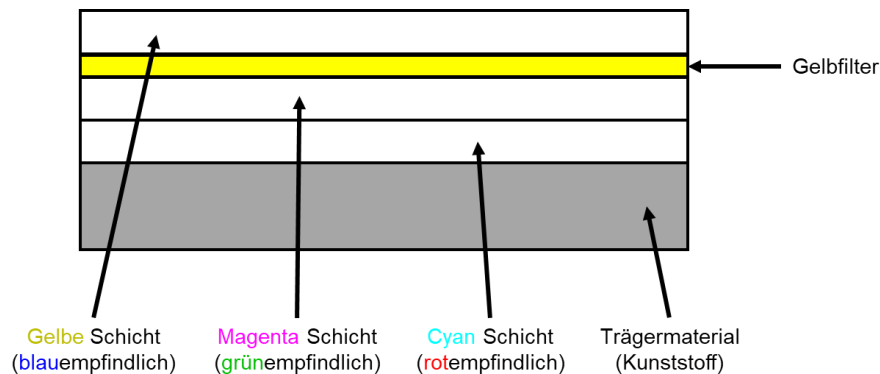 Gelbfilter
Gelbe Schicht
(blauempfindlich)
Magenta Schicht
(grünempfindlich)
Cyan Schicht
(rotempfindlich)
Trägermaterial
(Kunststoff)